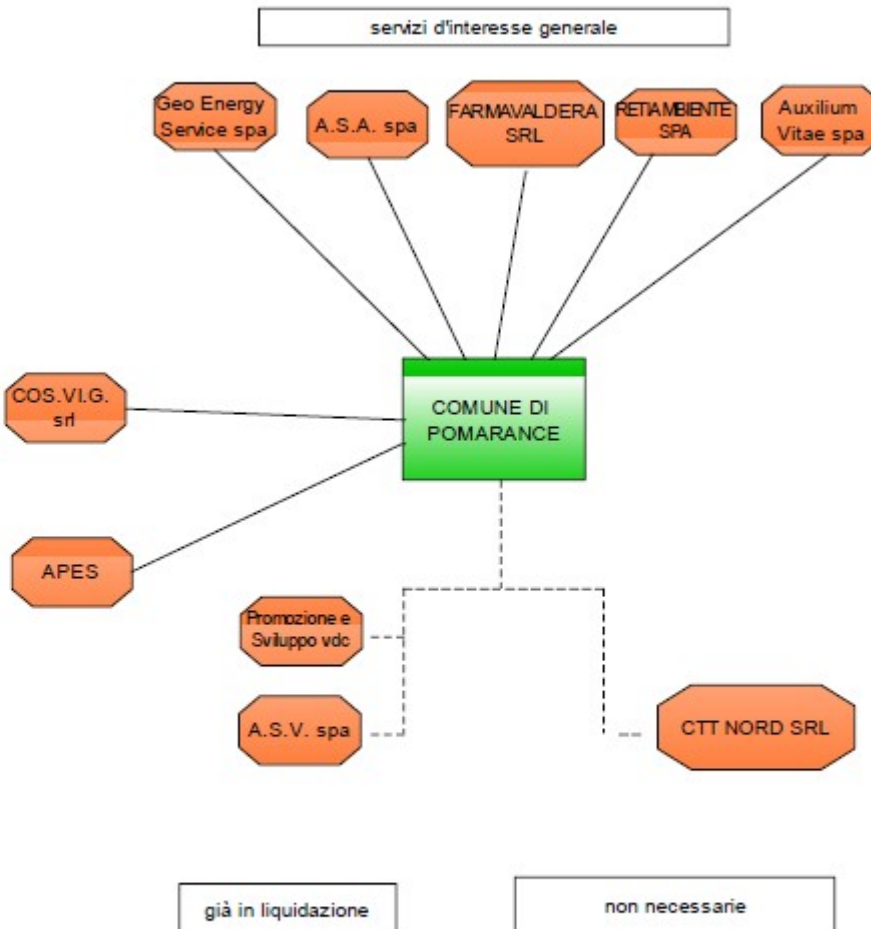 servizi d'interesse generale
Geo Energy
Service spa
A.S.A. spa
FARMAVALDERA
SRL
RETIAMBIENTE
SPA
Auxilium
Vitae spa
COS.VI.G.
srl
COMUNE DI
POMARANCE
APES
Promozione e
Sviluppo vdc
A.S.V. spa
CTT NORD SRL
già in liquidazione
non necessarie